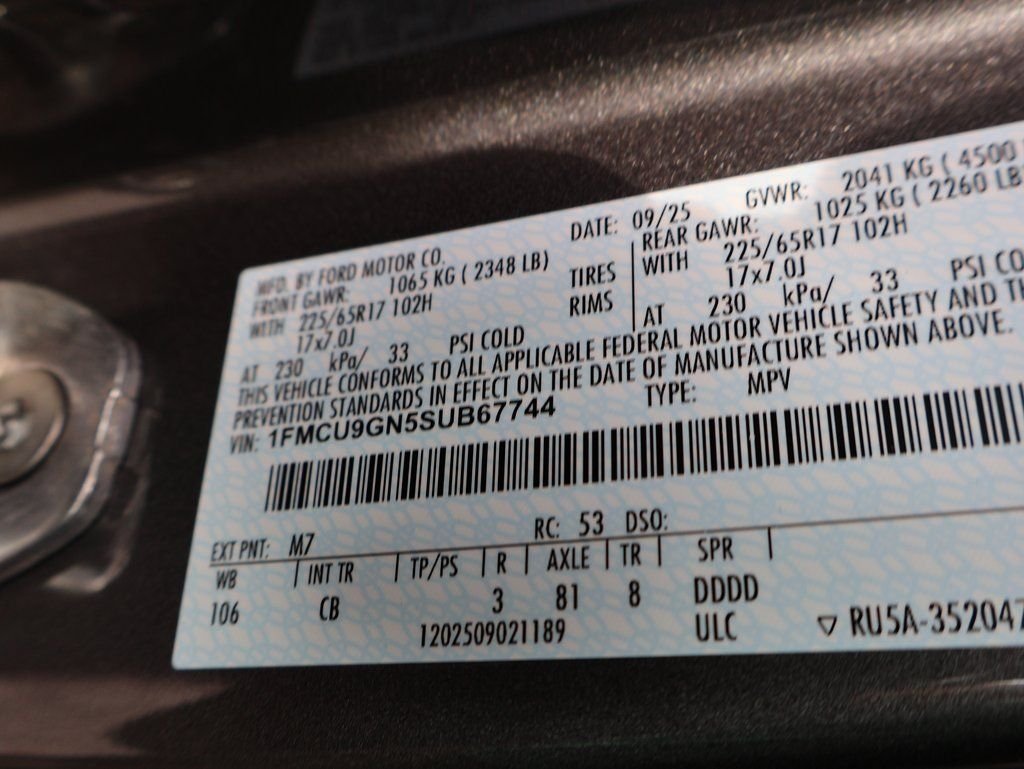 MFD. BY FORD MOTOR CO.
DATE: 09/25
GVWR: 2041 KG ( 4500
FRONT GAWR: 1065 KG ( 2348 LB)
REAR GAWR: 1025 KG ( 2260 LB
WITH 225/65R17 102H TIRES
WITH 225/65R17 102H
17x7.0J RIMS
17x7.0J
AT 230 kPa/ 33 PSI COLD
AT 230 kPa/ 33 PSI CO
THIS VEHICLE CONFORMS TO ALL APPLICABLE FEDERAL MOTOR VEHICLE SAFETY AND TH
PREVENTION STANDARDS IN EFFECT ON THE DATE OF MANUFACTURE SHOWN ABOVE.
VIN: 1FMCU9GN5SUB67744
TYPE: MPV
EXT PNT: M7 RC: 53 DSO:
WB INT TR TP/PS R AXLE TR SPR
106 CB 3 81 8 DDDD
1202509021189 ULC ▽ RU5A-352047